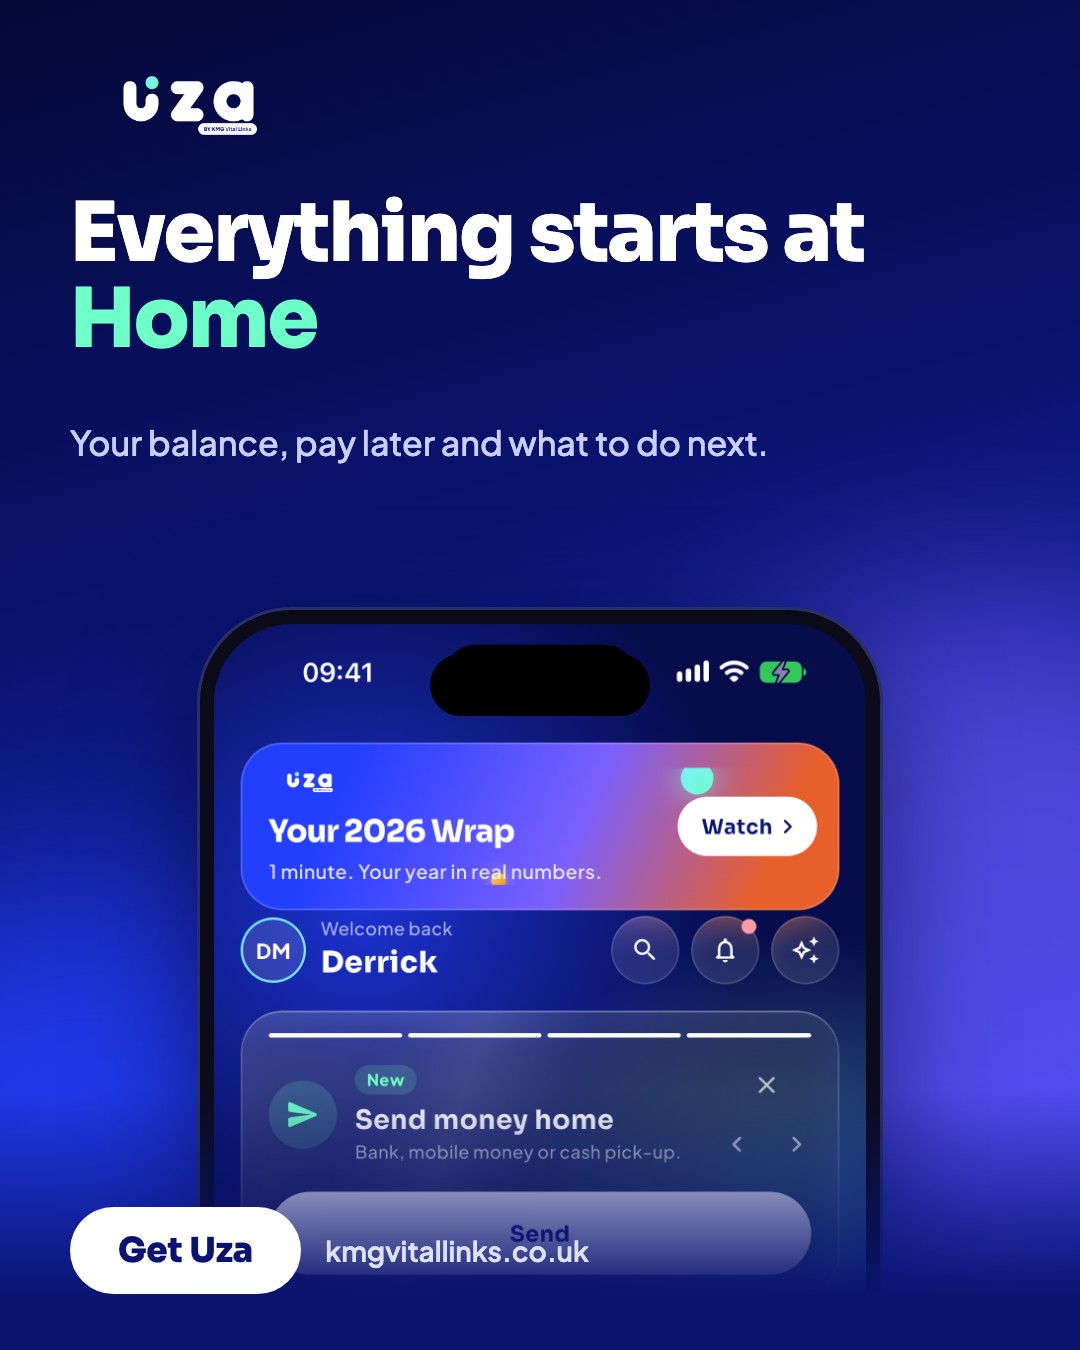 uza
BY KMG Vital Links
Everything starts at
Home
Your balance, pay later and what to do next.
09:41
uza
Your 2026 Wrap
1 minute. Your year in real numbers.
Watch
DM
Welcome back
Derrick
New
Send money home
Bank, mobile money or cash pick-up.
Send
Get Uza
kmgvitallinks.co.uk